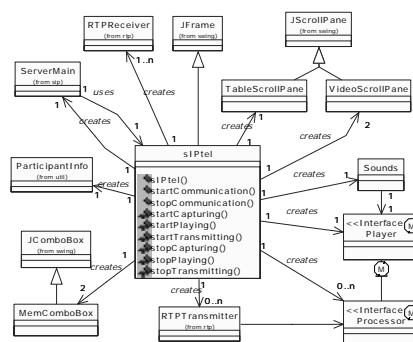 RTPReceiver
(from rtp)
JFrame
(from swing)
JScrollPane
(from swing)
ServerMain
(from sip)
1..n
1
uses
creates
TableScrollPane
VideoScrollPane
creates
1
1
1
creates
1
2
creates
sIPtel
creates
Sounds
ParticipantInfo
(from util)
1
creates
1
sIPtel()
startCommunication()
stopCommunication()
startCapturing()
startPlaying()
startTransmitting()
stopCapturing()
stopPlaying()
stopTransmitting()
1
creates
1
1
1
<<Interface
Player
M
JComboBox
(from swing)
creates
1
1
creates
M
2
MemComboBox
creates
1
0..n
RTPTransmitter
(from rtp)
0..n
<<Interface
Processor
M